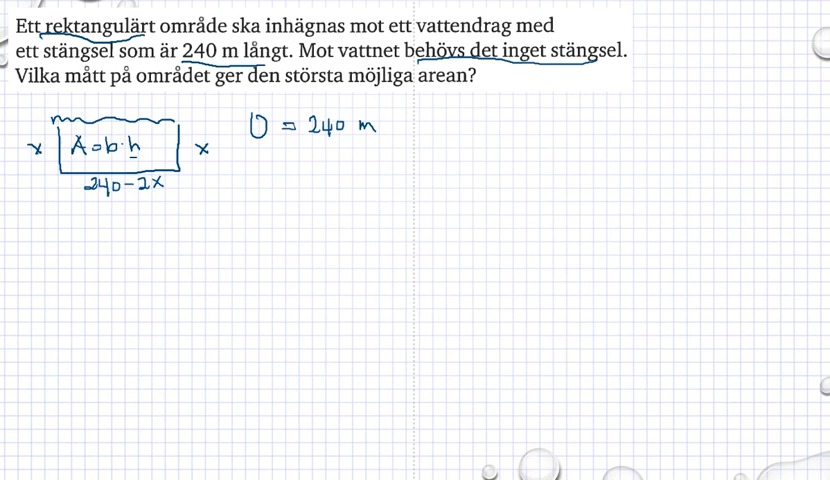 Ett rektangulärt område ska inhägnas mot ett vattendrag med
ett stängsel som är 240 m långt. Mot vattnet behövs det inget stängsel.
Vilka mått på området ger den största möjliga arean?
O = 240 m
x A=b·h x
240-2x